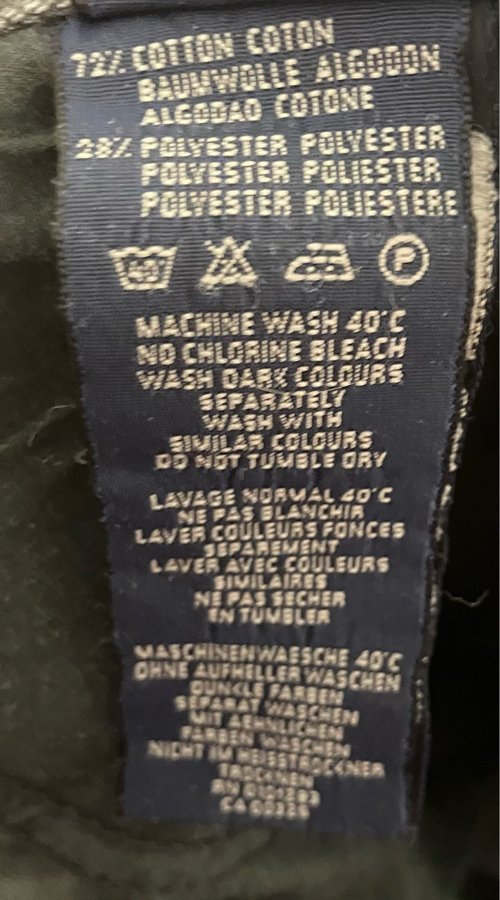 72% COTTON COTON
BAUMWOLLE ALGODON
ALGODAO COTONE
28% POLYESTER POLYESTER
POLYESTER POLIESTER
POLYESTER POLIESTERE
40 P
MACHINE WASH 40°C
NO CHLORINE BLEACH
WASH DARK COLOURS
SEPARATELY
WASH WITH
SIMILAR COLOURS
DO NOT TUMBLE DRY
LAVAGE NORMAL 40°C
NE PAS BLANCHIR
LAVER COULEURS FONCES
SEPAREMENT
LAVER AVEC COULEURS
SIMILAIRES
NE PAS SECHER
EN TUMBLER
MASCHINENWAESCHE 40°C
OHNE AUFHELLER WASCHEN
DUNKLE FARBEN
SEPARAT WASCHEN
MIT AEHNLICHEN
FARBEN WASCHEN
NICHT IM HEISSTROCKNER
TROCKNEN
RN
CA